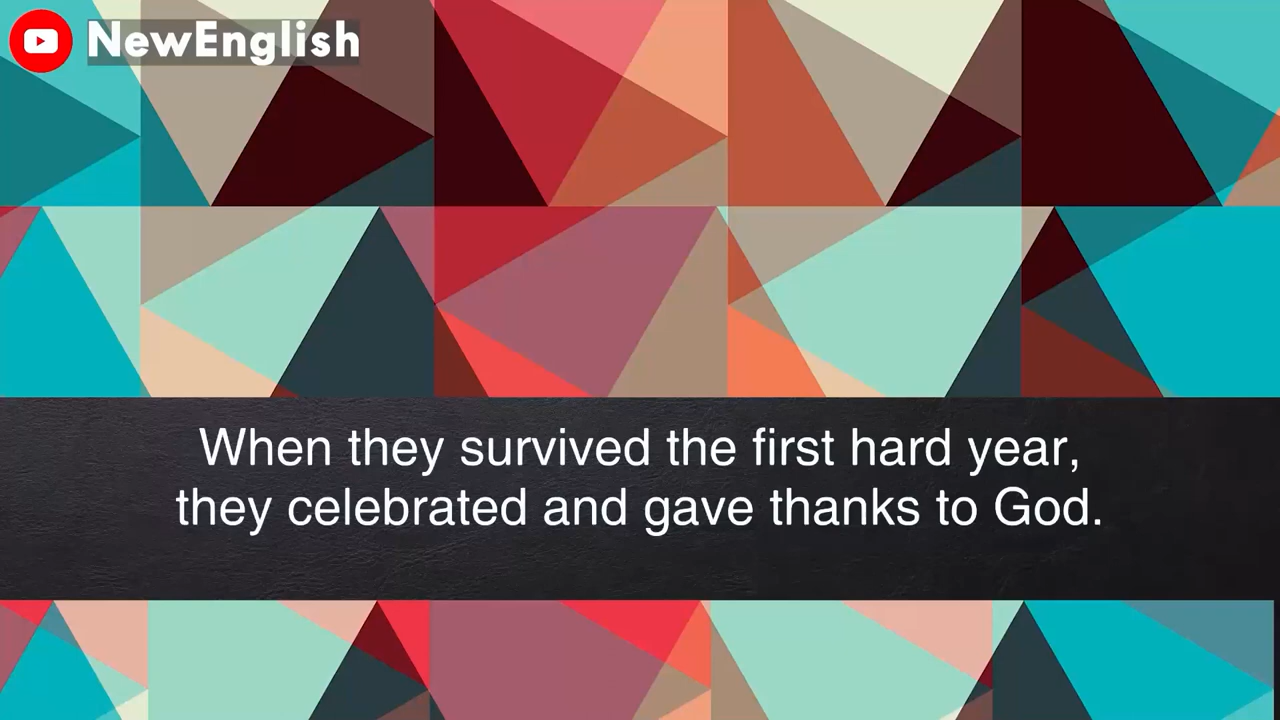 NewEnglish
When they survived the first hard year,
they celebrated and gave thanks to God.